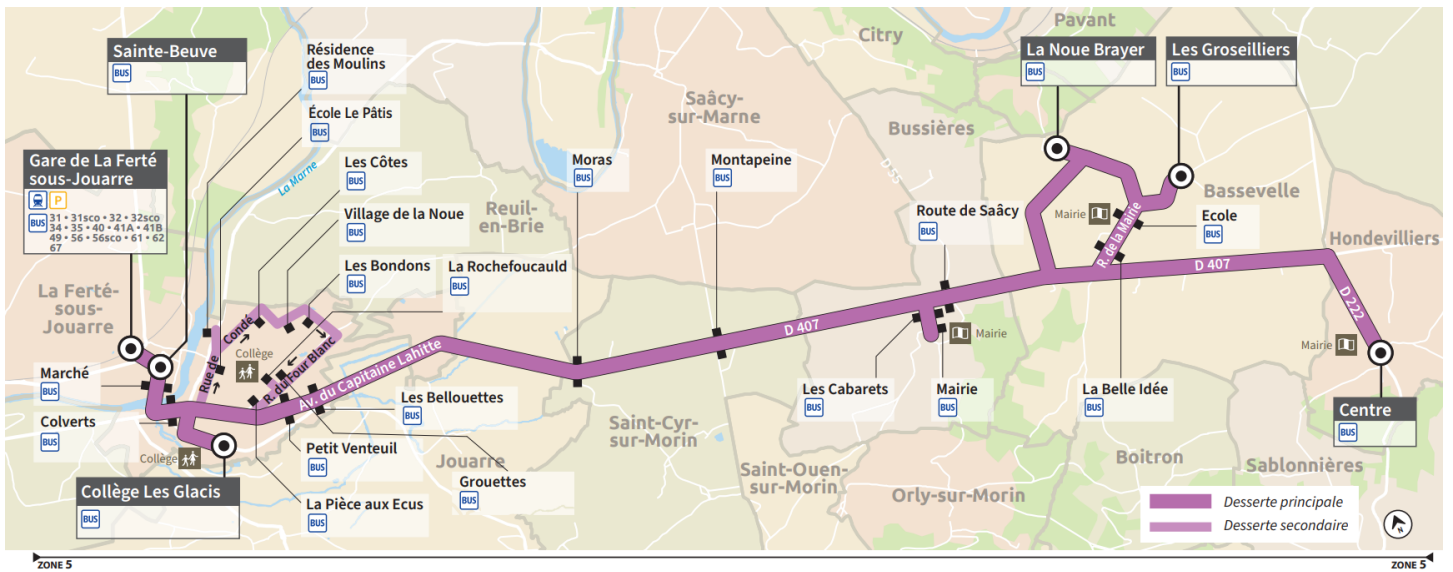 Sainte-Beuve
BUS
Résidence
des Moulins
BUS
École Le Pâtis
BUS
Gare de La Ferté
sous-Jouarre
P
BUS
31 • 31sco • 32 • 32sco
34 • 35 • 40 • 41A • 41B
49 • 56 • 56sco • 61 • 62
67
Les Côtes
BUS
Village de la Noue
BUS
Les Bondons
BUS
La Rochefoucauld
BUS
La Marne
Reuil-
en-Brie
Moras
BUS
Montapeine
BUS
Saâcy-
sur-Marne
Citry
Pavant
Bussières
D 55
La Noue Brayer
BUS
Les Groseilliers
BUS
Route de Saâcy
BUS
Mairie
R. de la Mairie
Bassevelle
Ecole
BUS
Hondevilliers
D 407
D 222
La Ferté-
sous-
Jouarre
Rue de Condé
Collège
R. du Four Blanc
Av. du Capitaine Lahitte
D 407
Mairie
Mairie
Marché
BUS
Colverts
BUS
Collège
Collège Les Glacis
BUS
Les Bellouettes
BUS
Petit Venteuil
BUS
Jouarre
Grouettes
BUS
La Pièce aux Ecus
BUS
Saint-Cyr-
sur-Morin
Saint-Ouen-
sur-Morin
Les Cabarets
BUS
Mairie
BUS
La Belle Idée
BUS
Centre
BUS
Orly-sur-Morin
Boitron
Sablonnières
Desserte principale
Desserte secondaire
N
ZONE 5
ZONE 5